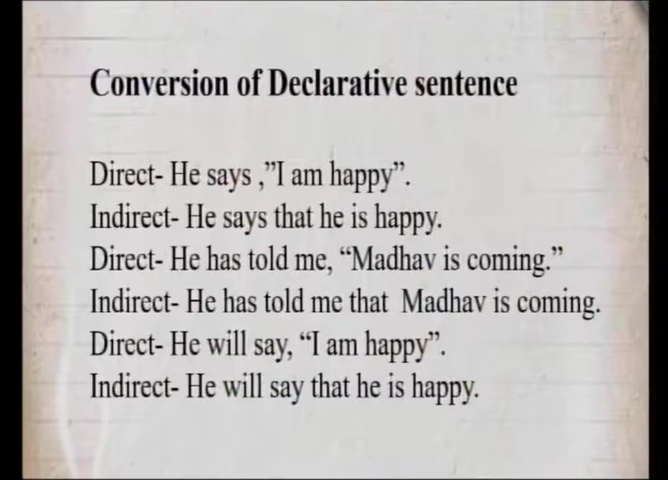 Conversion of Declarative sentence
Direct- He says ,”I am happy”.
Indirect- He says that he is happy.
Direct- He has told me, “Madhav is coming.”
Indirect- He has told me that  Madhav is coming.
Direct- He will say, “I am happy”.
Indirect- He will say that he is happy.